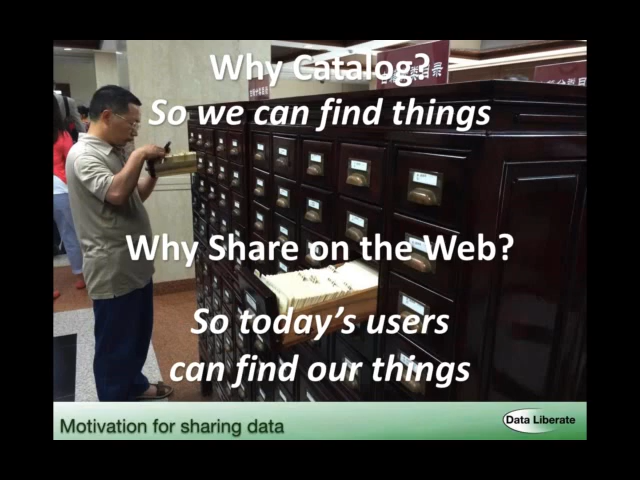 Why Catalog?
So we can find things
Why Share on the Web?
So today's users
can find our things
Motivation for sharing data
Data Liberate